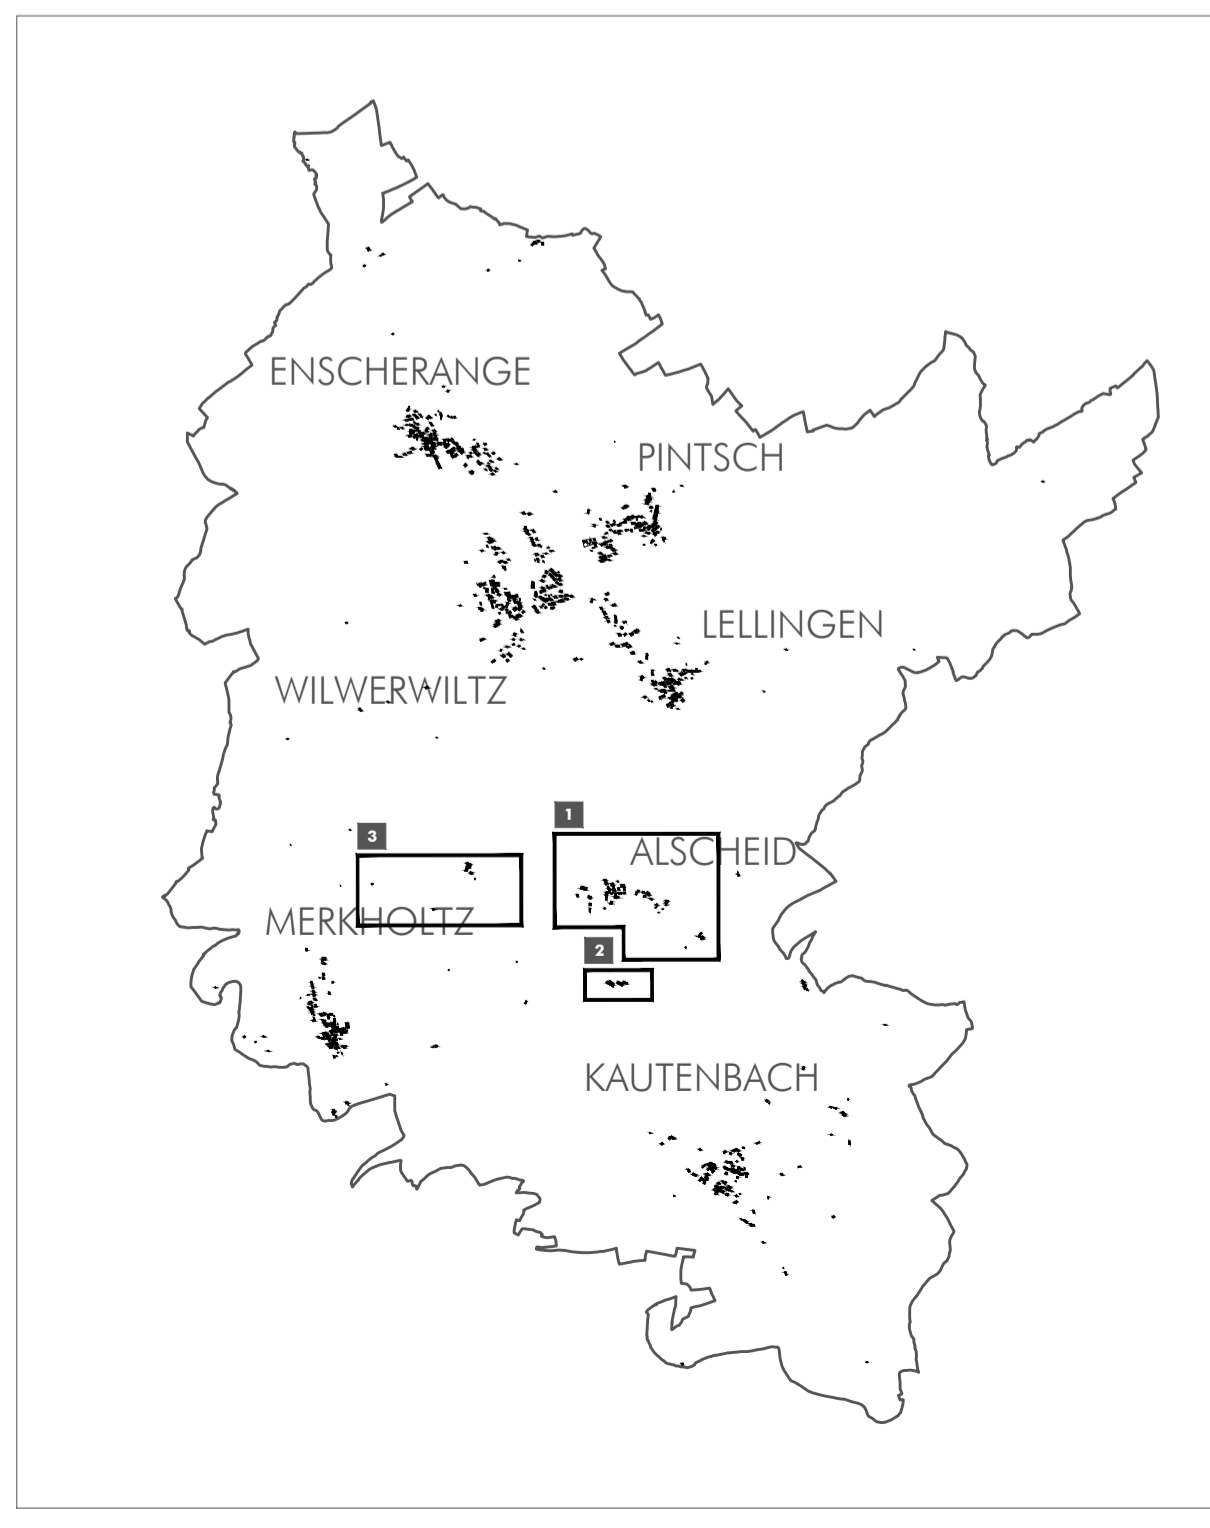 ENSCHERANGE
PINTSCH
LELLINGEN
WILWERWILTZ
1
3
ALSCHEID
MERKHOLTZ
2
KAUTENBACH